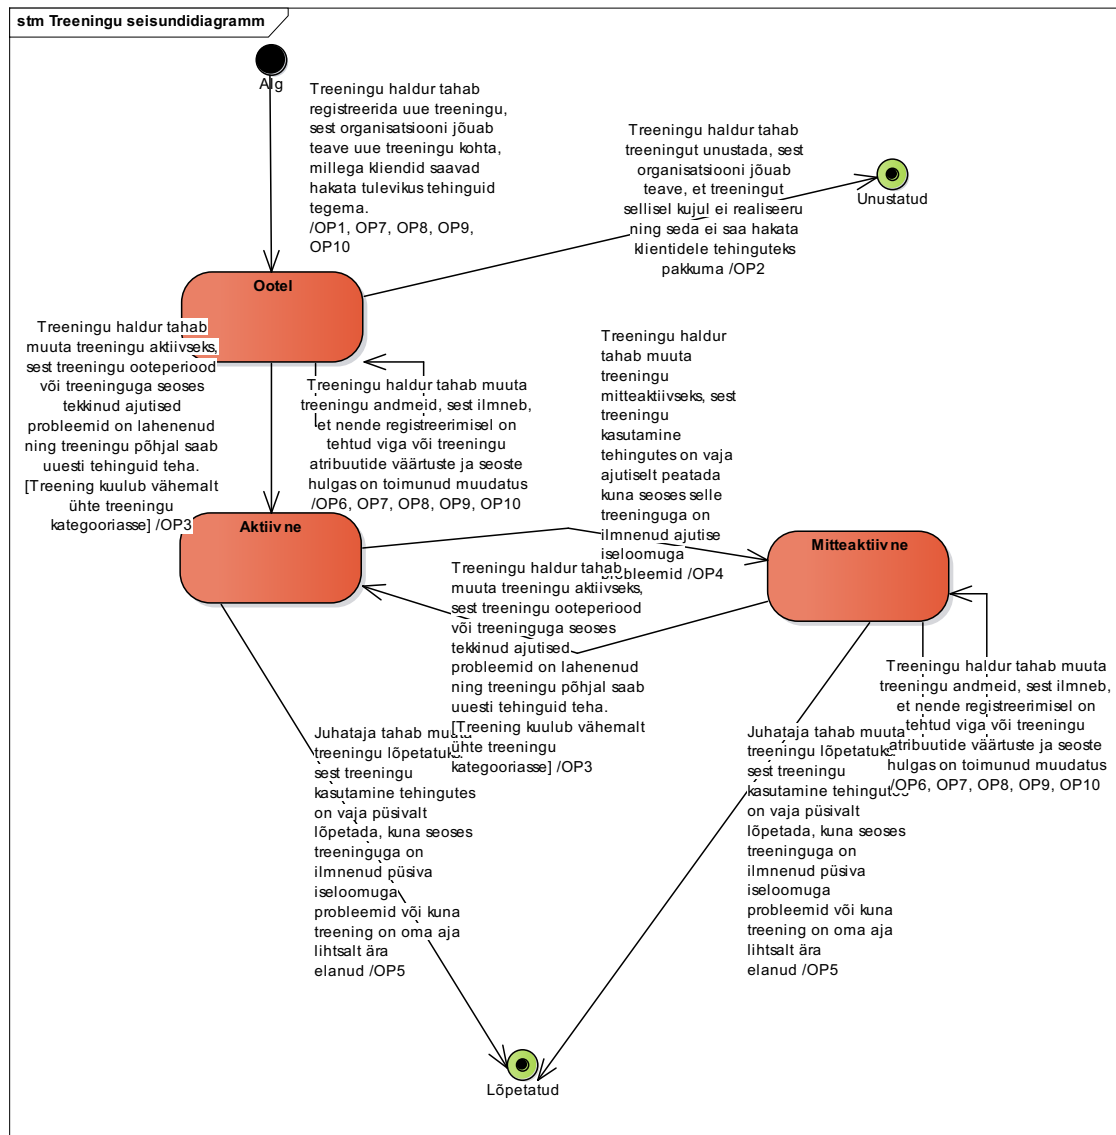 stm Treeningu seisundidiagramm
Alg
Treeningu haldur tahab
registreerida uue treeningu,
sest organisatsiooni jõuab
teave uue treeningu kohta,
millega kliendid saavad
hakata tulevikus tehinguid
tegema.
/OP1, OP7, OP8, OP9,
OP10
Treeningu haldur tahab
treeningut unustada, sest
organisatsiooni jõuab
teave, et treeningut
sellisel kujul ei realiseeru
ning seda ei saa hakata
klientidele tehinguteks
pakkuma /OP2
Unustatud
Ootel
Treeningu haldur tahab
muuta treeningu aktiivseks,
sest treeningu ooteperiood
või treeninguga seoses
tekkinud ajutised
probleemid on lahenenud
ning treeningu põhjal saab
uuesti tehinguid teha.
[Treening kuulub vähemalt
ühte treeningu
kategooriasse] /OP3
Treeningu haldur tahab muuta
treeningu andmeid, sest ilmneb,
et nende registreerimisel on
tehtud viga või treeningu
atribuutide väärtuste ja seoste
hulgas on toimunud muudatus
/OP6, OP7, OP8, OP9, OP10
Treeningu haldur
tahab muuta
treeningu
mitteaktiivseks, sest
treeningu
kasutamine
tehingutes on vaja
ajutiselt peatada
kuna seoses selle
treeninguga on
ilmnenud ajutise
iseloomuga
probleemid /OP4
Aktiivne
Mitteaktiivne
Treeningu haldur tahab
muuta treeningu aktiivseks,
sest treeningu ooteperiood
või treeninguga seoses
tekkinud ajutised
probleemid on lahenenud
ning treeningu põhjal saab
uuesti tehinguid teha.
[Treening kuulub vähemalt
ühte treeningu
kategooriasse] /OP3
Treeningu haldur tahab muuta
treeningu andmeid, sest ilmneb,
et nende registreerimisel on
tehtud viga või treeningu
atribuutide väärtuste ja seoste
hulgas on toimunud muudatus
/OP6, OP7, OP8, OP9, OP10
Juhataja tahab muuta
treeningu lõpetatuks,
sest treeningu
kasutamine tehingutes
on vaja püsivalt
lõpetada, kuna seoses
treeninguga on
ilmnenud püsiva
iseloomuga
probleemid või kuna
treening on oma aja
lihtsalt ära
elanud /OP5
Juhataja tahab muuta
treeningu lõpetatuks,
sest treeningu
kasutamine tehingutes
on vaja püsivalt
lõpetada, kuna seoses
treeninguga on
ilmnenud püsiva
iseloomuga
probleemid või kuna
treening on oma aja
lihtsalt ära
elanud /OP5
Lõpetatud